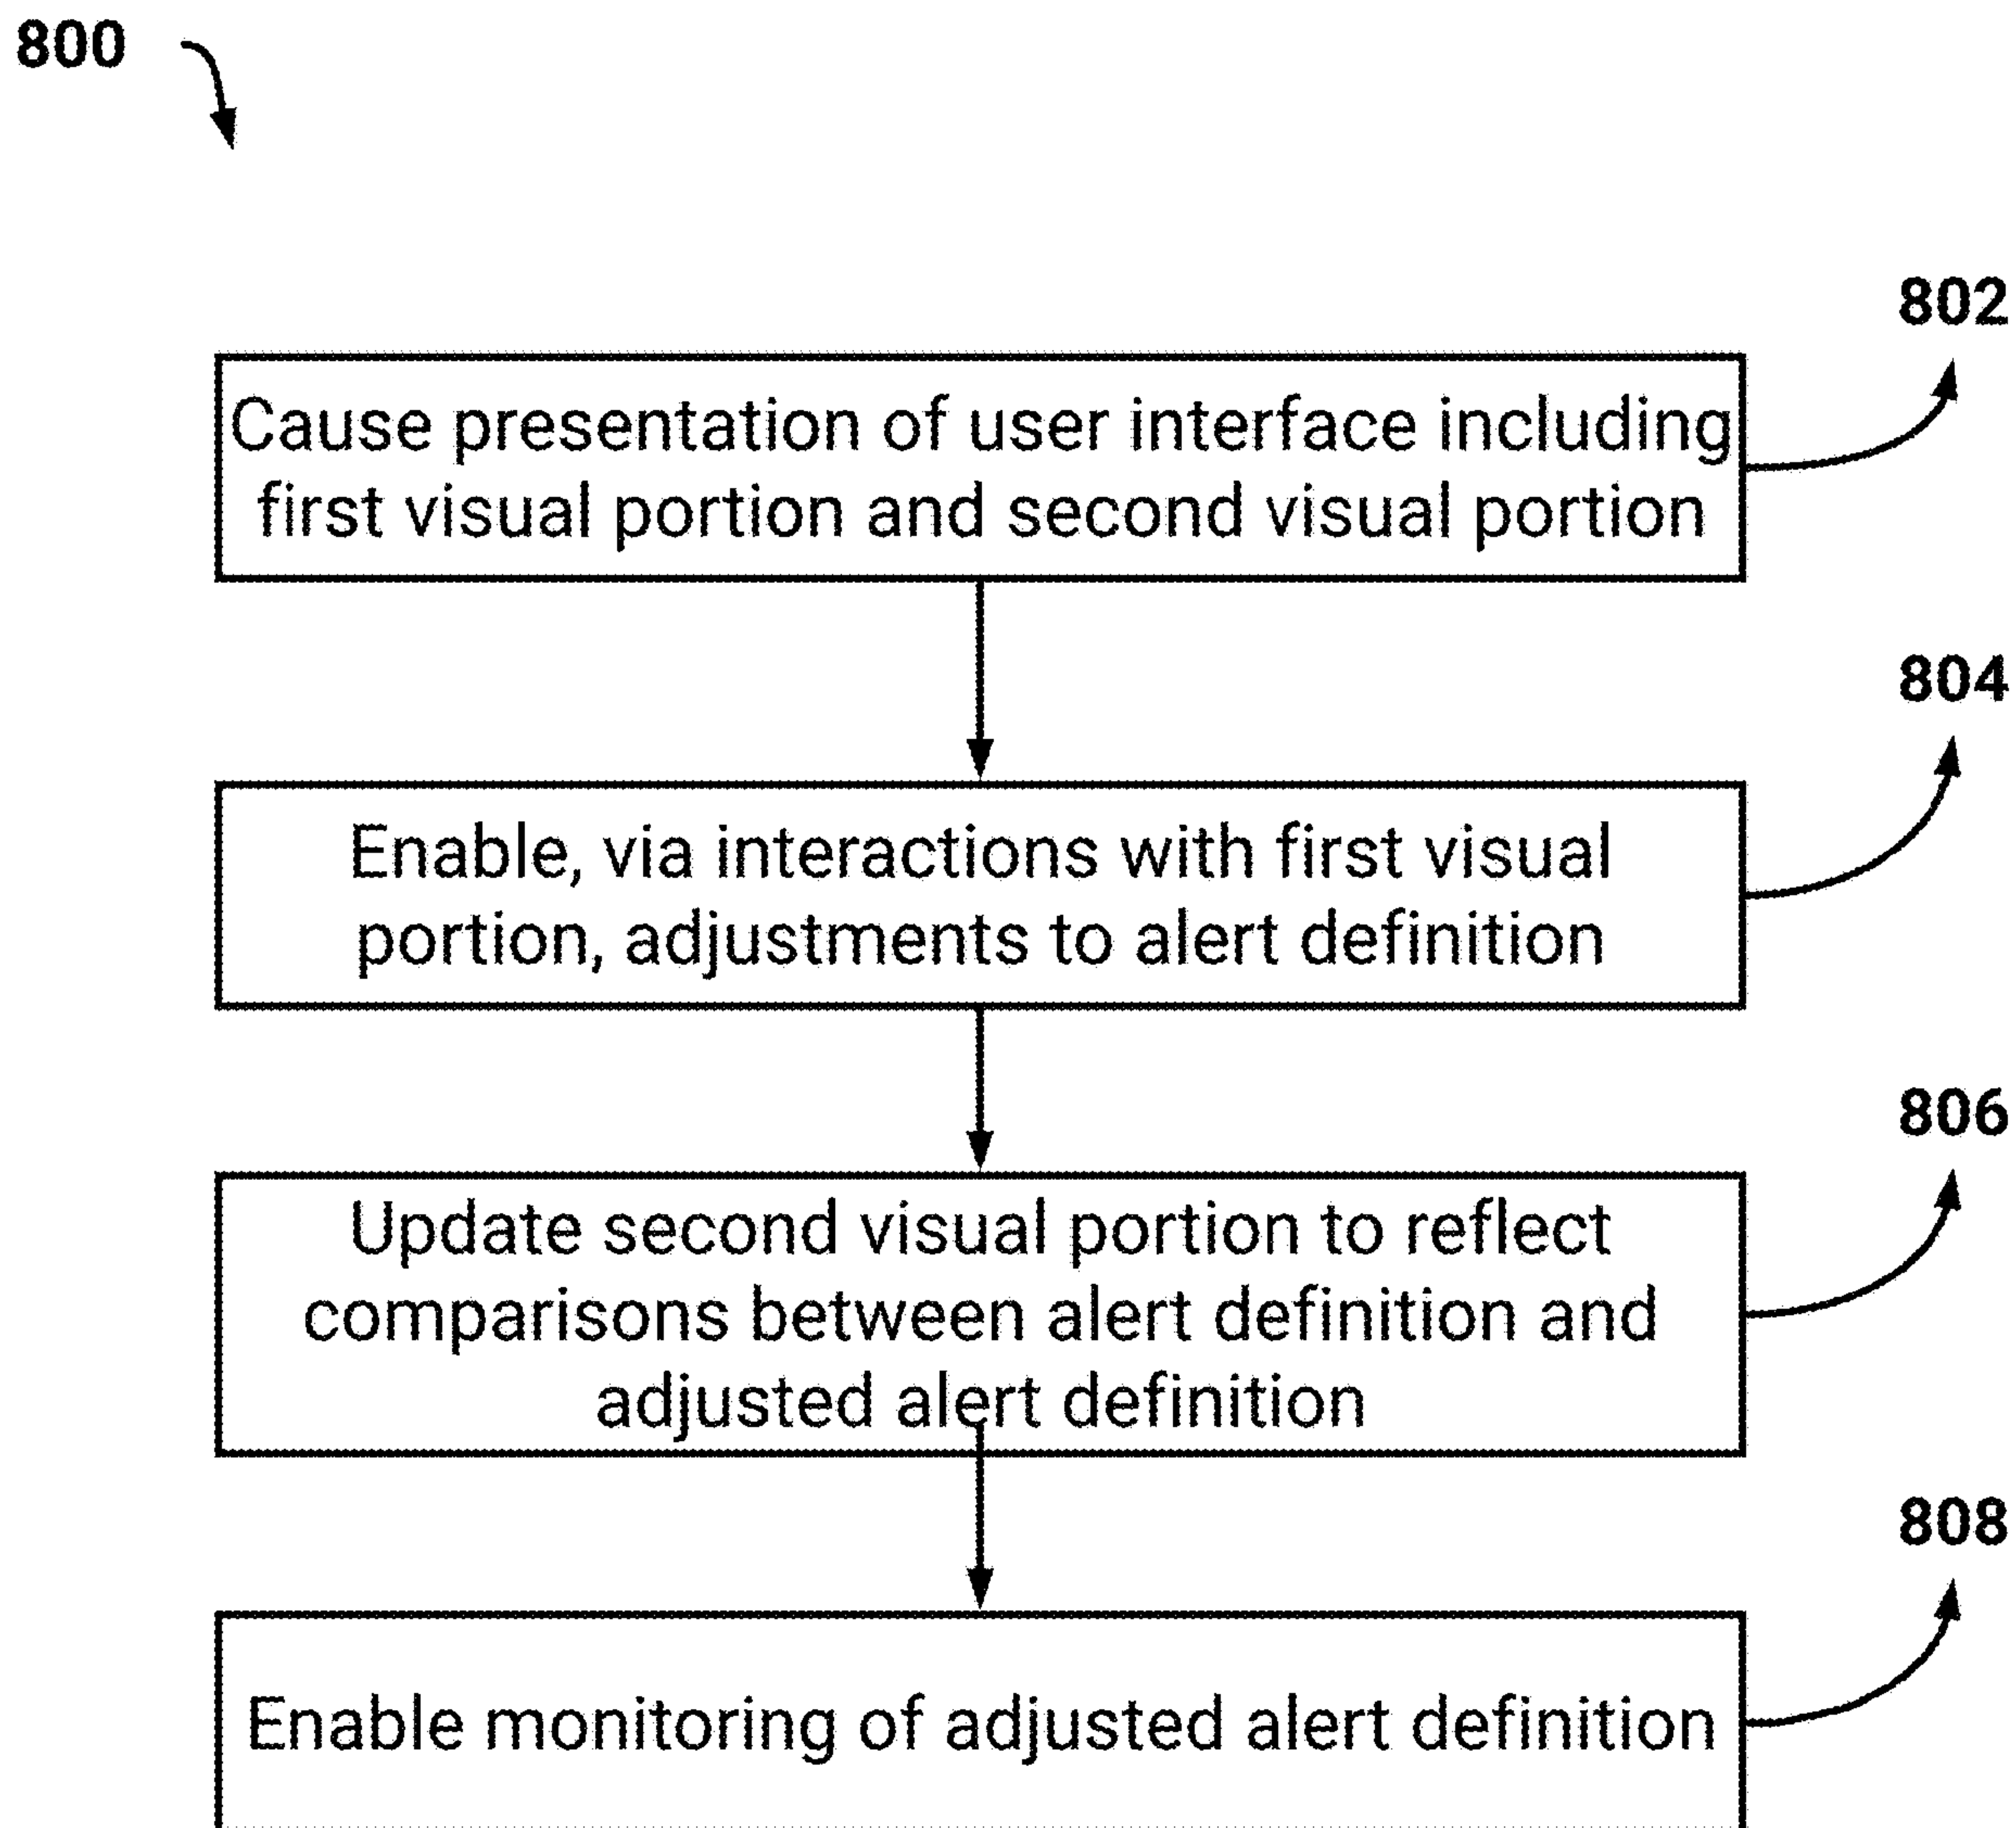 800
802
Cause presentation of user interface including
first visual portion and second visual portion
804
Enable, via interactions with first visual
portion, adjustments to alert definition
806
Update second visual portion to reflect
comparisons between alert definition and
adjusted alert definition
808
Enable monitoring of adjusted alert definition